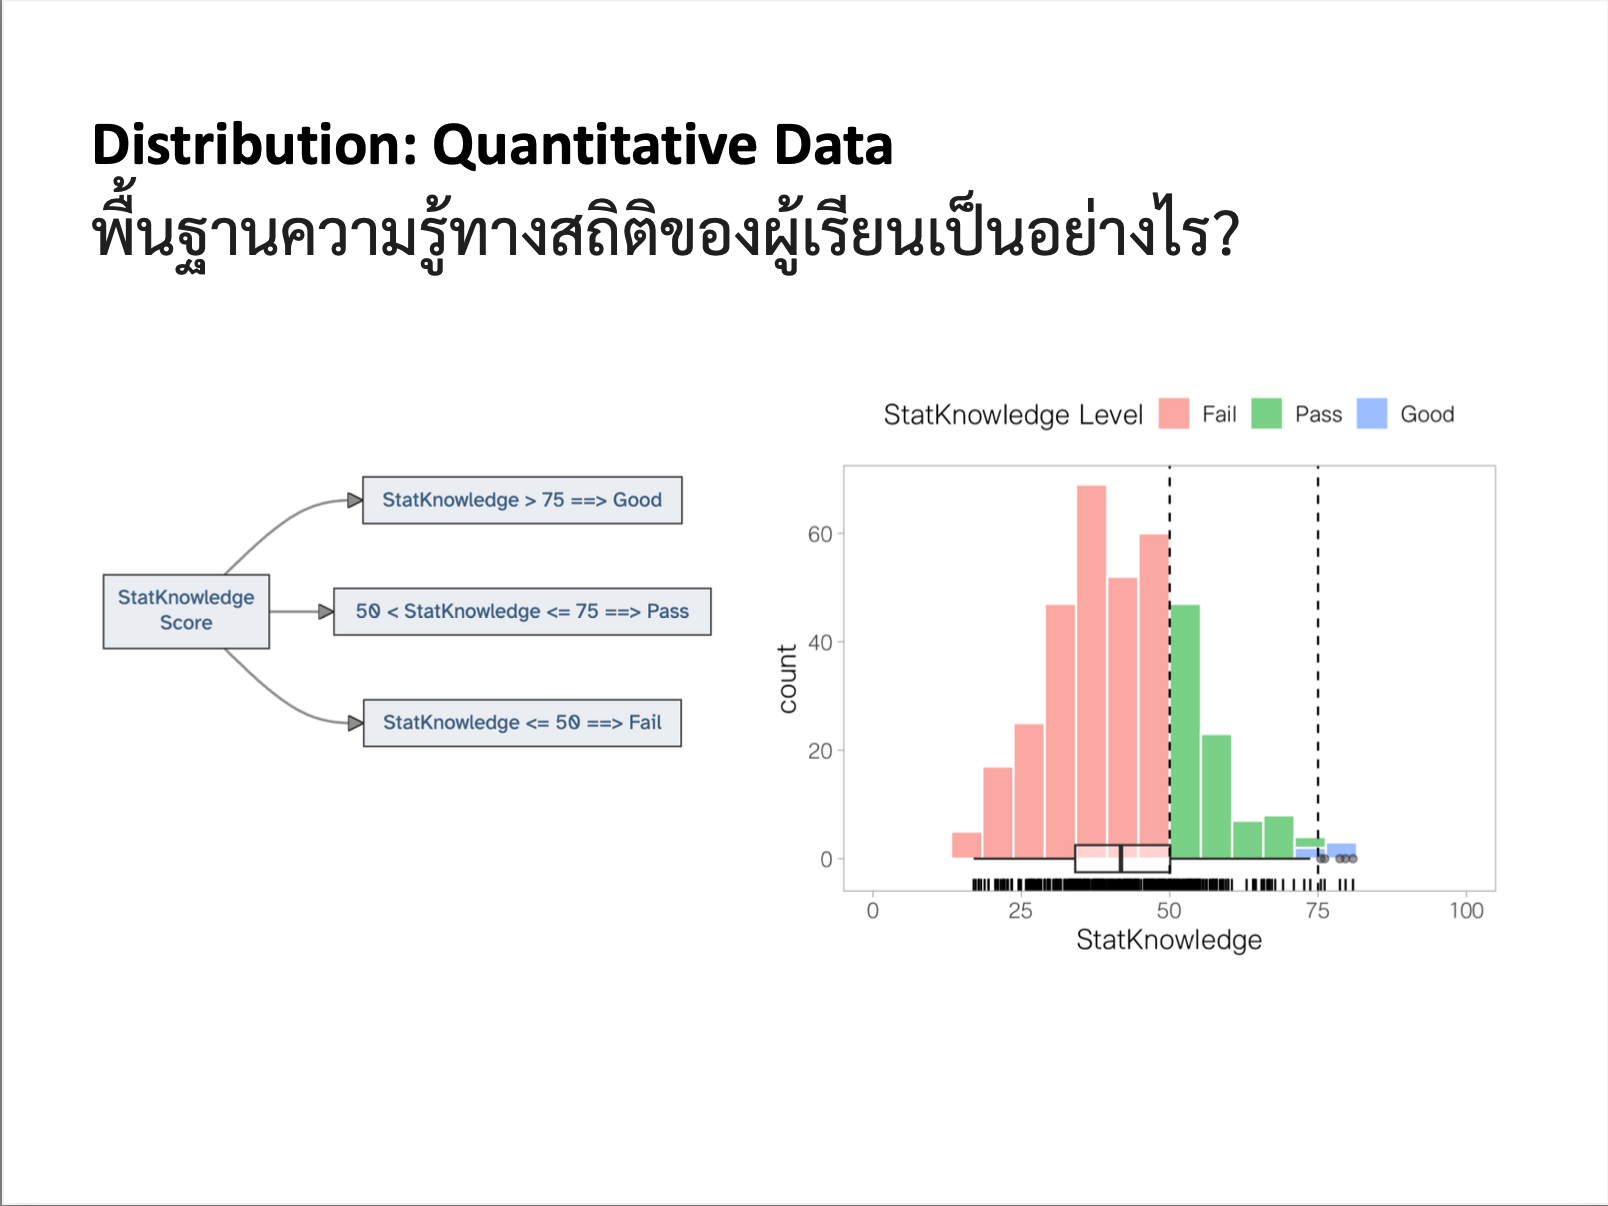 Distribution: Quantitative Data
พื้นฐานความรู้ทางสถิติของผู้เรียนเป็นอย่างไร?
StatKnowledge
Score
StatKnowledge > 75 ==> Good
50 < StatKnowledge <= 75 ==> Pass
StatKnowledge <= 50 ==> Fail
StatKnowledge Level Fail Pass Good
count
60
40
20
0
0 25 50 75 100
StatKnowledge